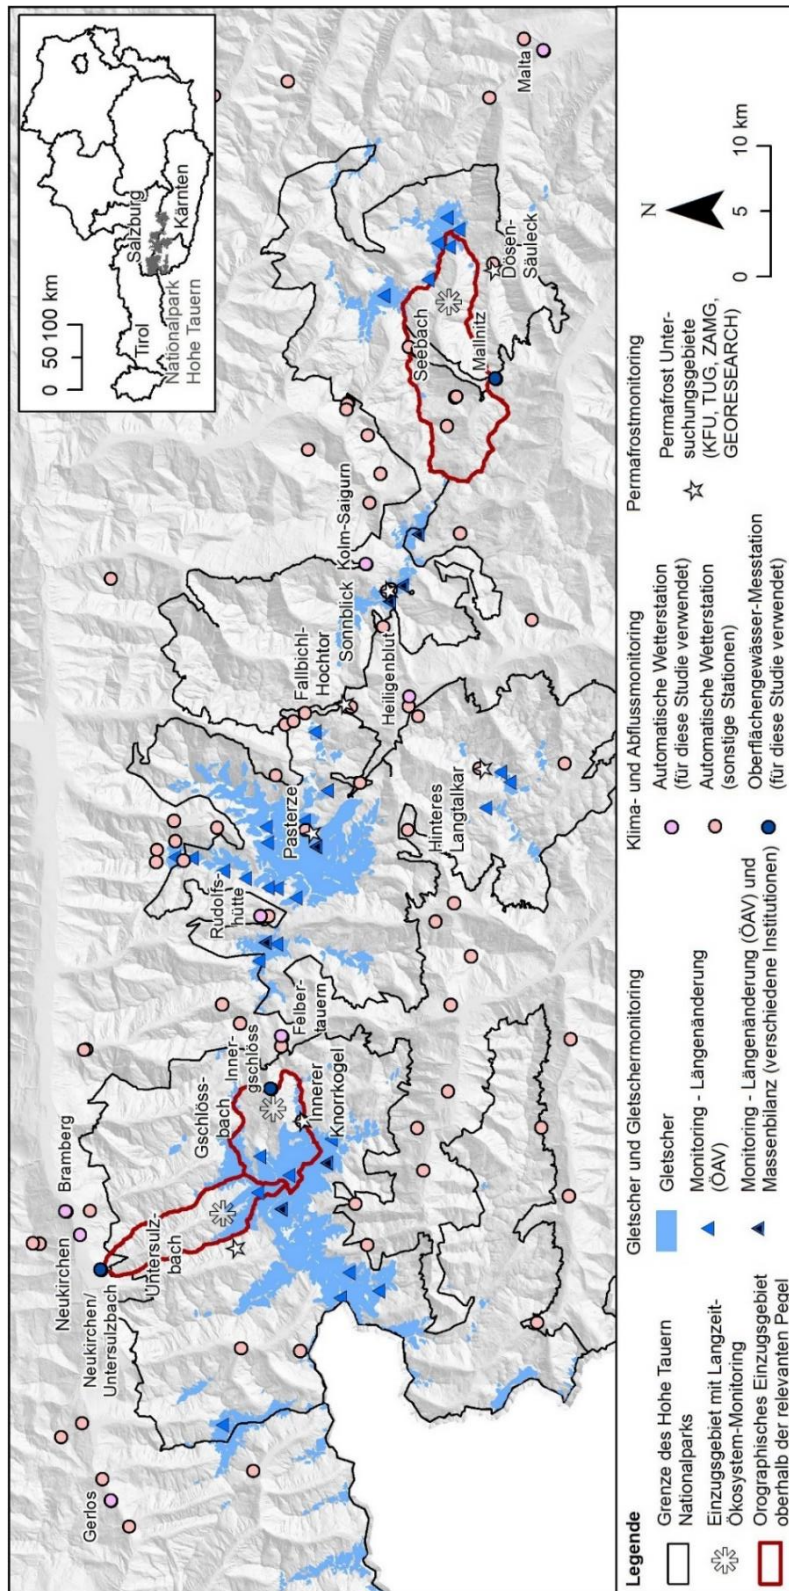 Gerlos
Neukirchen/
Untersulzbach
Neukirchen
Bramberg
Untersulz-
bach
Gschlöss-
bach
Inner-
gschlöss
Innerer
Knorrkogel
Felber-
tauern
Rudolfs-
hütte
Pasterze
Hinteres
Langtalkar
Fallbichl-
Hochtor
Heiligenblut
Sonnblick
Kolm-Saigurn
Seebach
Mallnitz
Dösen-
Säuleck
Malta
0 50 100 km
Tirol
Salzburg
Kärnten
Nationalpark
Hohe Tauern
Legende
Grenze des Hohe Tauern
Nationalparks
Einzugsgebiet mit Langzeit-
Ökosystem-Monitoring
Orographisches Einzugsgebiet
oberhalb der relevanten Pegel
Gletscher und Gletschermonitoring
Gletscher
Monitoring - Längenänderung
(ÖAV)
Monitoring - Längenänderung (ÖAV) und
Massenbilanz (verschiedene Institutionen)
Klima- und Abflussmonitoring
Automatische Wetterstation
(für diese Studie verwendet)
Automatische Wetterstation
(sonstige Stationen)
Oberflächengewässer-Messtation
(für diese Studie verwendet)
Permafrostmonitoring
Permafrost Unter-
suchungsgebiete
(KFU, TUG, ZAMG,
GEORESEARCH)
N
0 5 10 km